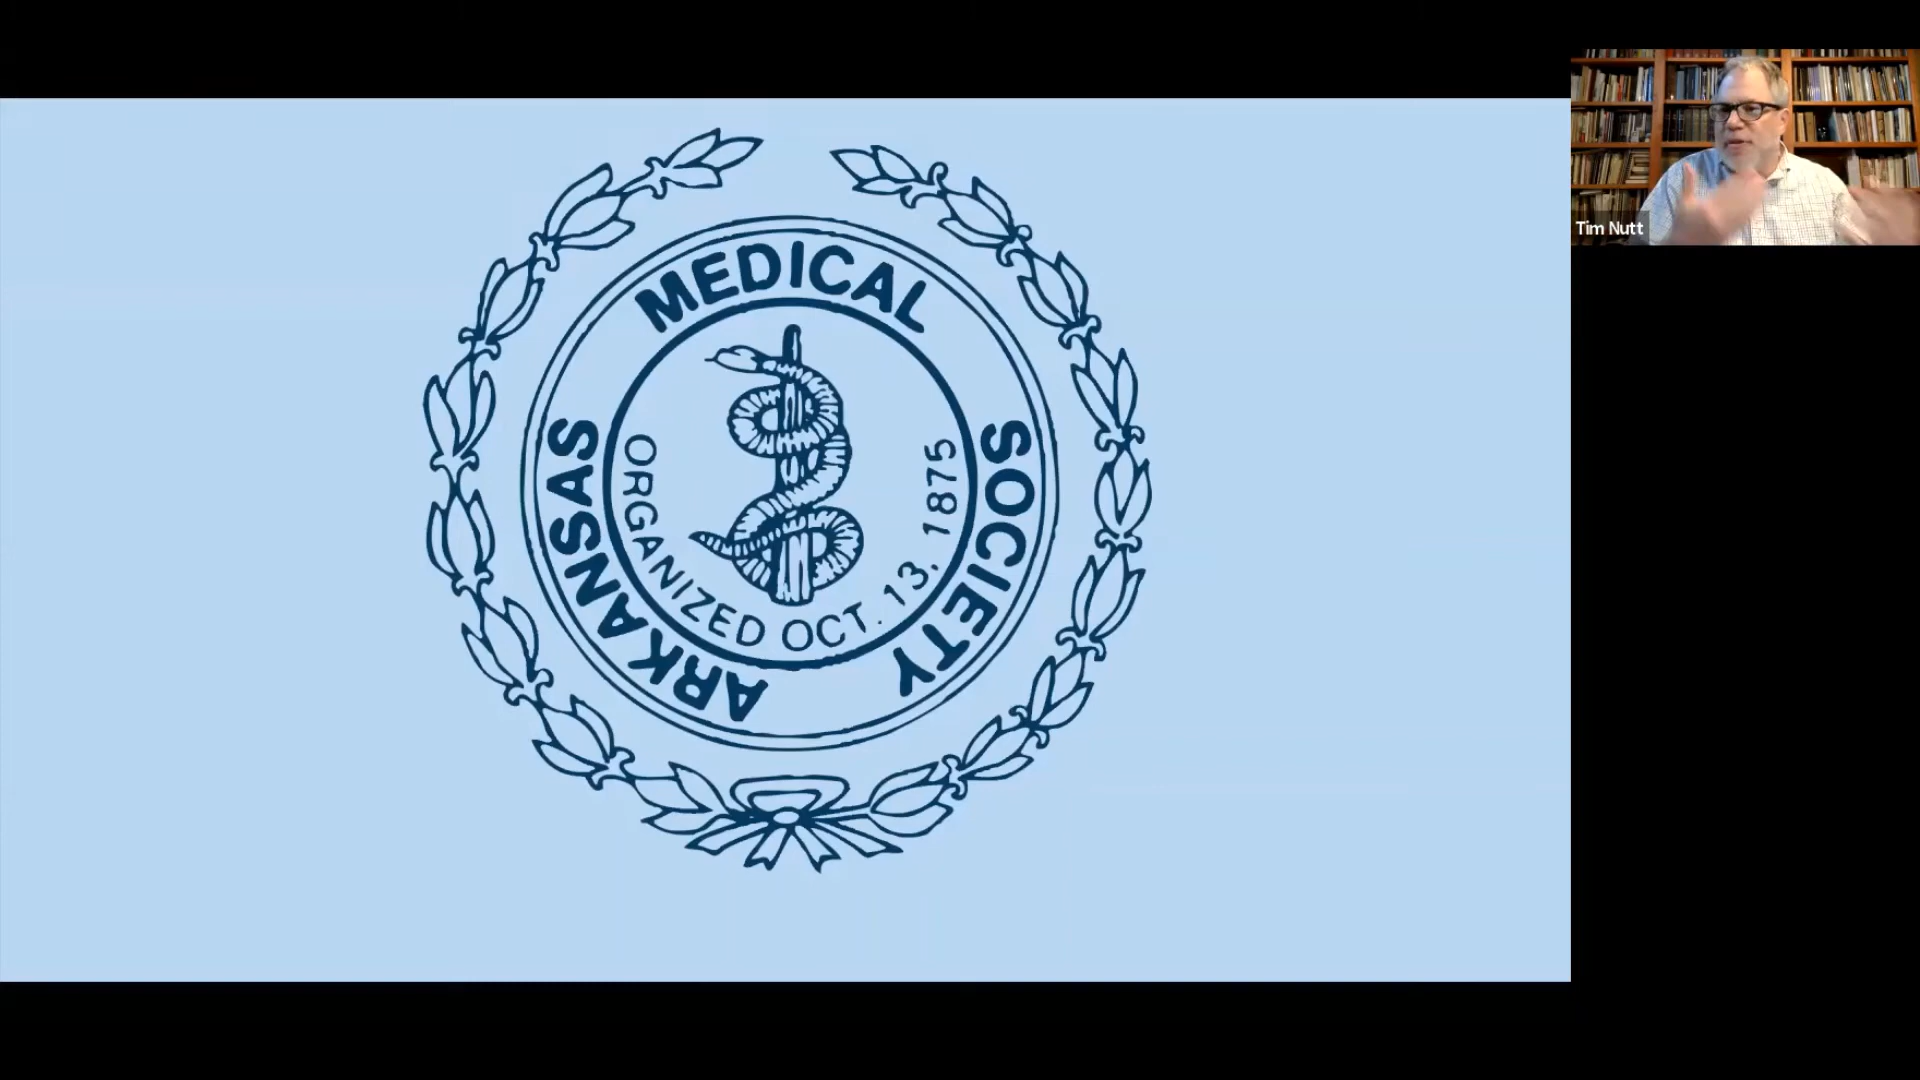 ARKANSAS MEDICAL SOCIETY
ORGANIZED OCT. 13, 1875
Tim Nutt